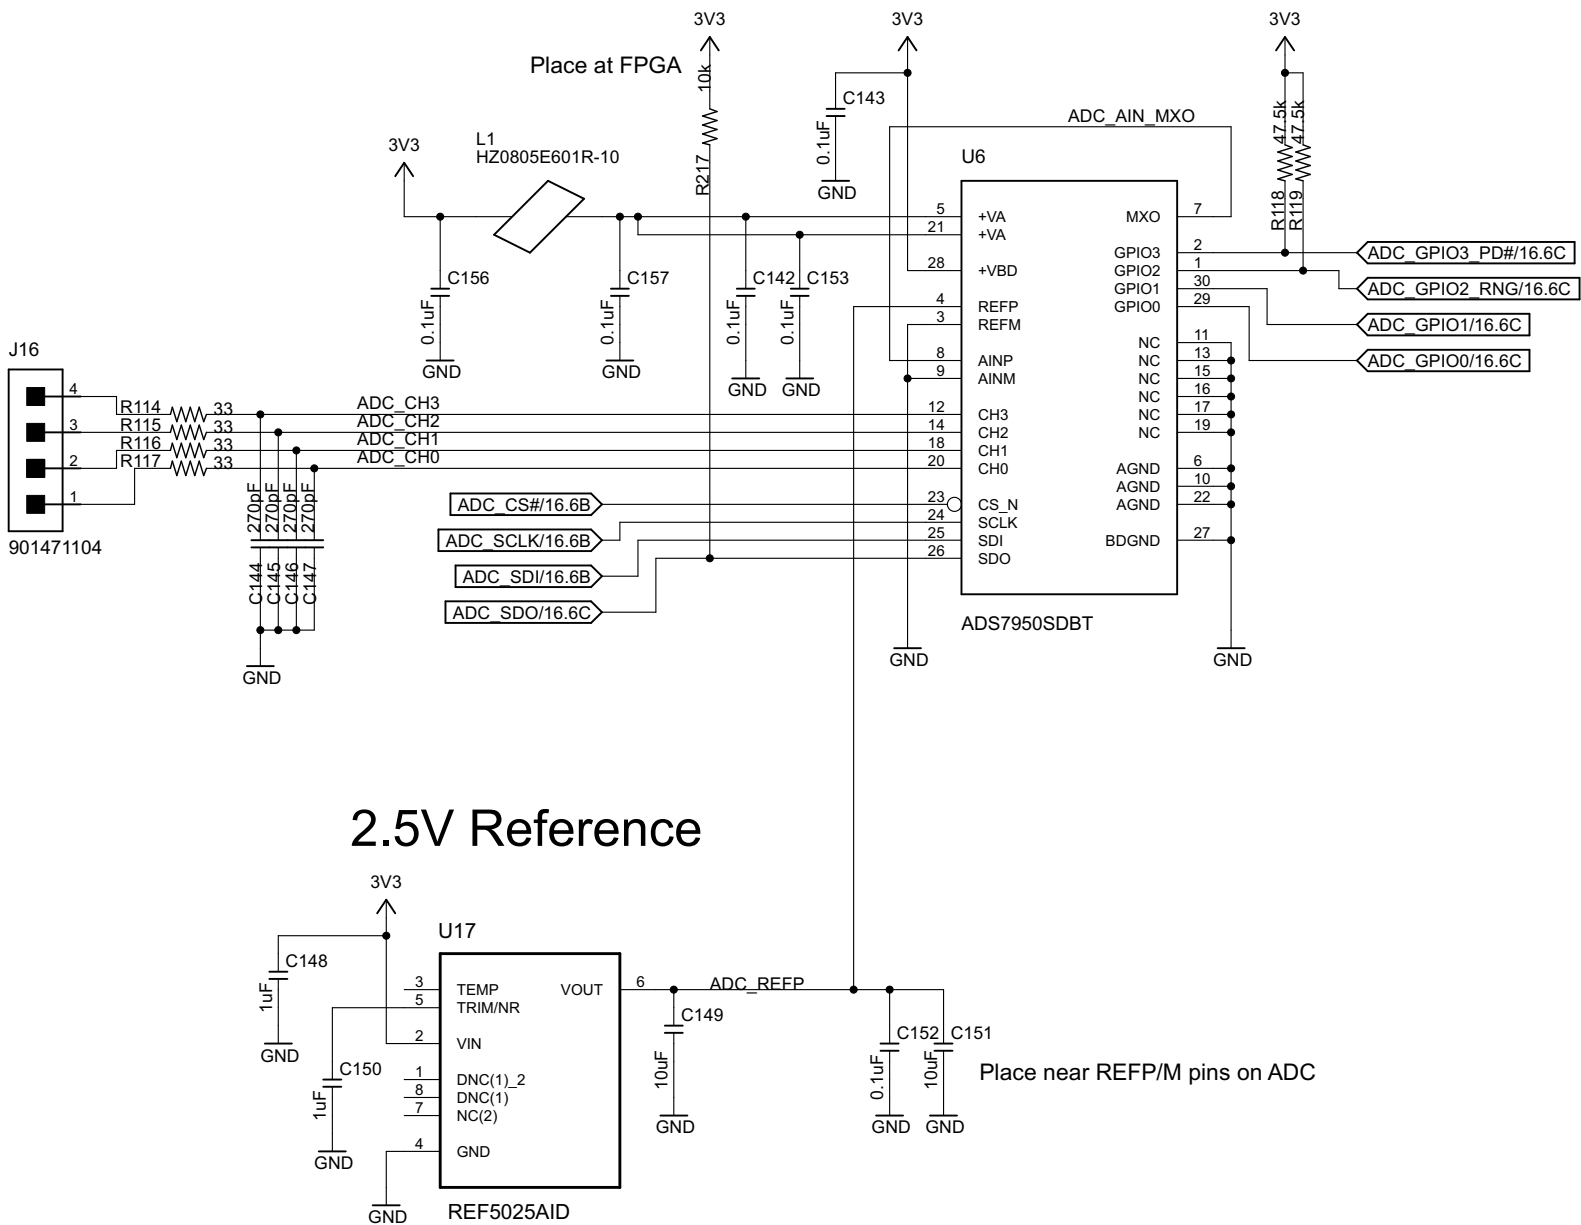 3V3
3V3
3V3
Place at FPGA
10k
R217
C143
0.1uF
GND
ADC_AIN_MXO
47.5k
47.5k
R118
R119
3V3
L1
HZ0805E601R-10
U6
5 +VA
21 +VA
28 +VBD
4 REFP
3 REFM
8 AINP
9 AINM
12 CH3
14 CH2
18 CH1
20 CH0
23 CS_N
24 SCLK
25 SDI
26 SDO
MXO 7
GPIO3 2
GPIO2 1
GPIO1 30
GPIO0 29
NC 11
NC 13
NC 15
NC 16
NC 17
NC 19
AGND 6
AGND 10
AGND 22
BDGND 27
ADS7950SDBT
GND
GND
ADC_GPIO3_PD#/16.6C
ADC_GPIO2_RNG/16.6C
ADC_GPIO1/16.6C
ADC_GPIO0/16.6C
C156
0.1uF
GND
C157
0.1uF
GND
C142
0.1uF
GND
C153
0.1uF
GND
J16
4
3
2
1
901471104
R114 33
R115 33
R116 33
R117 33
ADC_CH3
ADC_CH2
ADC_CH1
ADC_CH0
270pF
270pF
270pF
270pF
C144
C145
C146
C147
GND
ADC_CS#/16.6B
ADC_SCLK/16.6B
ADC_SDI/16.6B
ADC_SDO/16.6C
2.5V Reference
3V3
U17
C148
1uF
GND
C150
1uF
GND
3 TEMP
5 TRIM/NR
2 VIN
1 DNC(1)_2
8 DNC(1)
7 NC(2)
4 GND
VOUT 6
GND
REF5025AID
ADC_REFP
C149
10uF
GND
C152
0.1uF
GND
C151
10uF
GND
Place near REFP/M pins on ADC